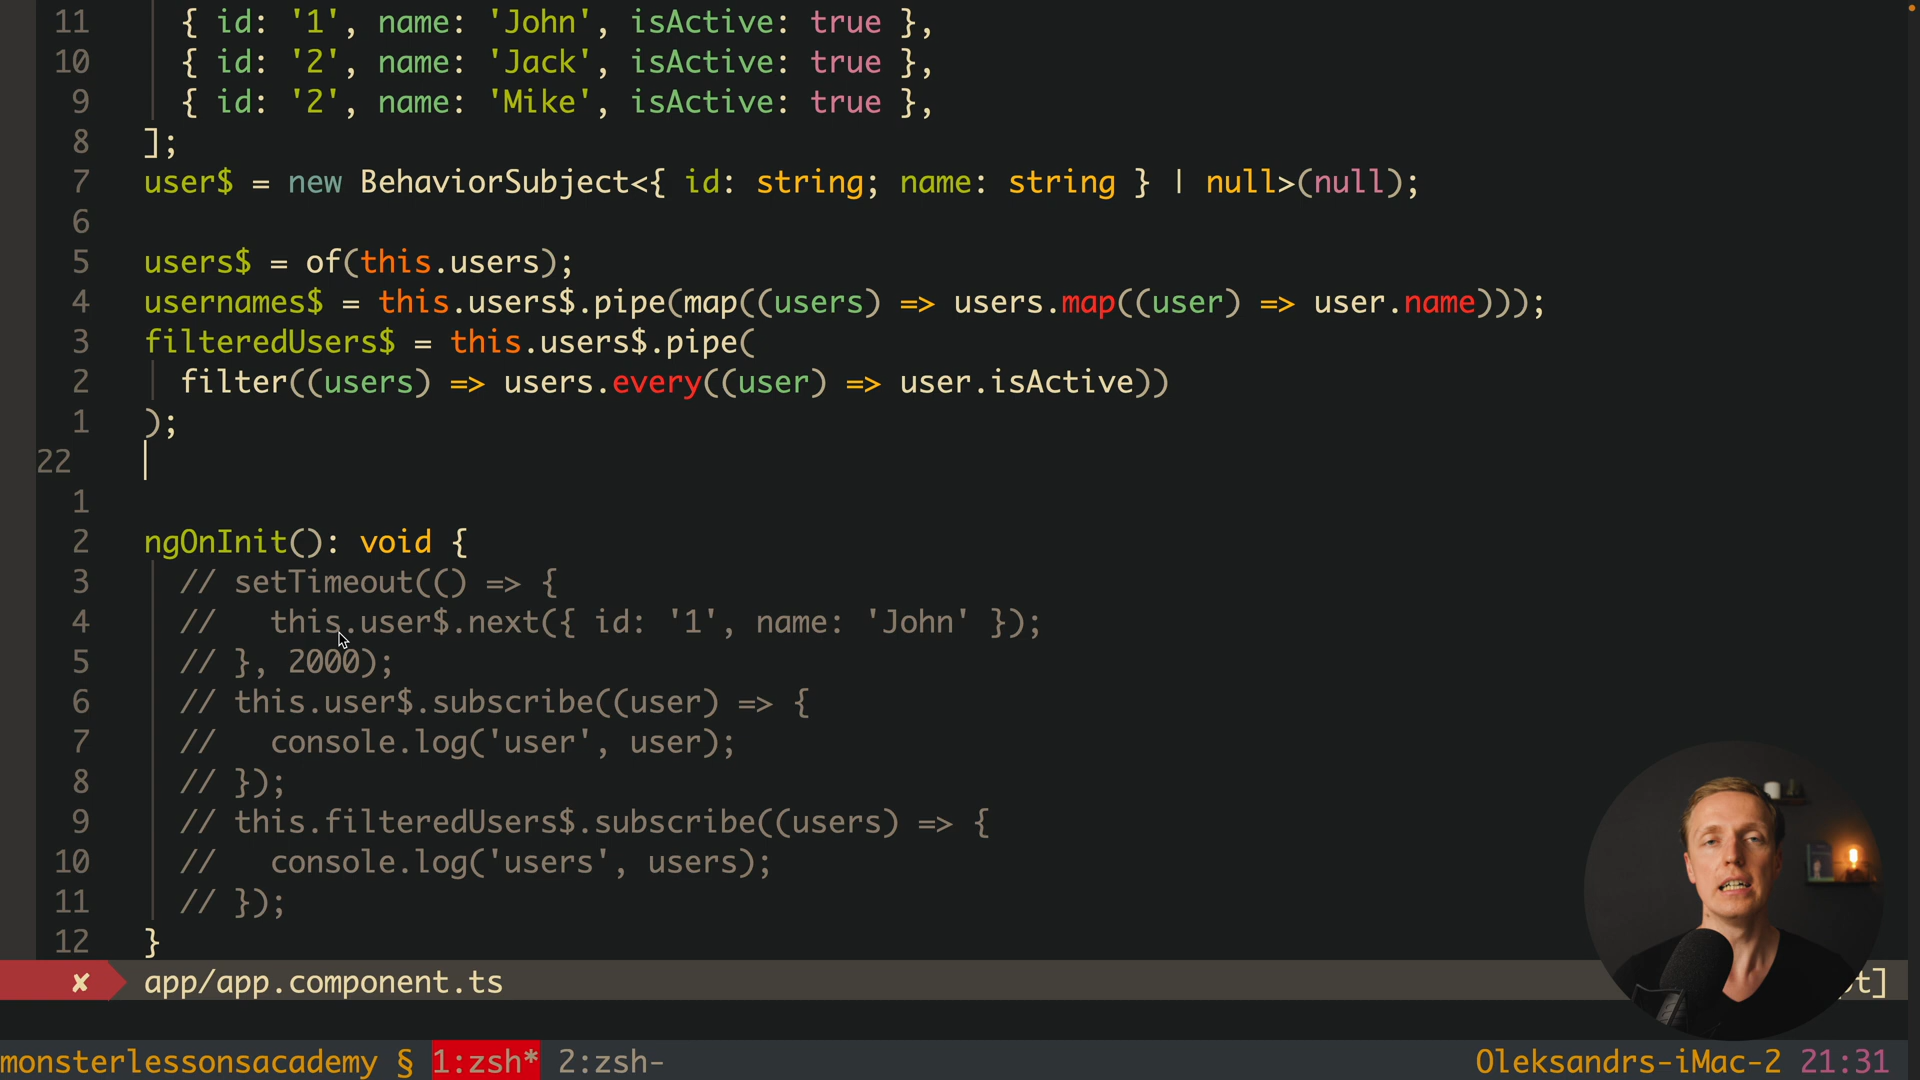 11 { id: '1', name: 'John', isActive: true },
10 { id: '2', name: 'Jack', isActive: true },
9 { id: '2', name: 'Mike', isActive: true },
8 ];
7 user$ = new BehaviorSubject<{ id: string; name: string } | null>(null);
6
5 users$ = of(this.users);
4 usernames$ = this.users$.pipe(map((users) => users.map((user) => user.name)));
3 filteredUsers$ = this.users$.pipe(
2 filter((users) => users.every((user) => user.isActive))
1 );
22
1
2 ngOnInit(): void {
3 // setTimeout(() => {
4 // this.user$.next({ id: '1', name: 'John' });
5 // }, 2000);
6 // this.user$.subscribe((user) => {
7 // console.log('user', user);
8 // });
9 // this.filteredUsers$.subscribe((users) => {
10 // console.log('users', users);
11 // });
12 }
✘ app/app.component.ts t]
monsterlessonsacademy § 1:zsh* 2:zsh- Oleksandrs-iMac-2 21:31